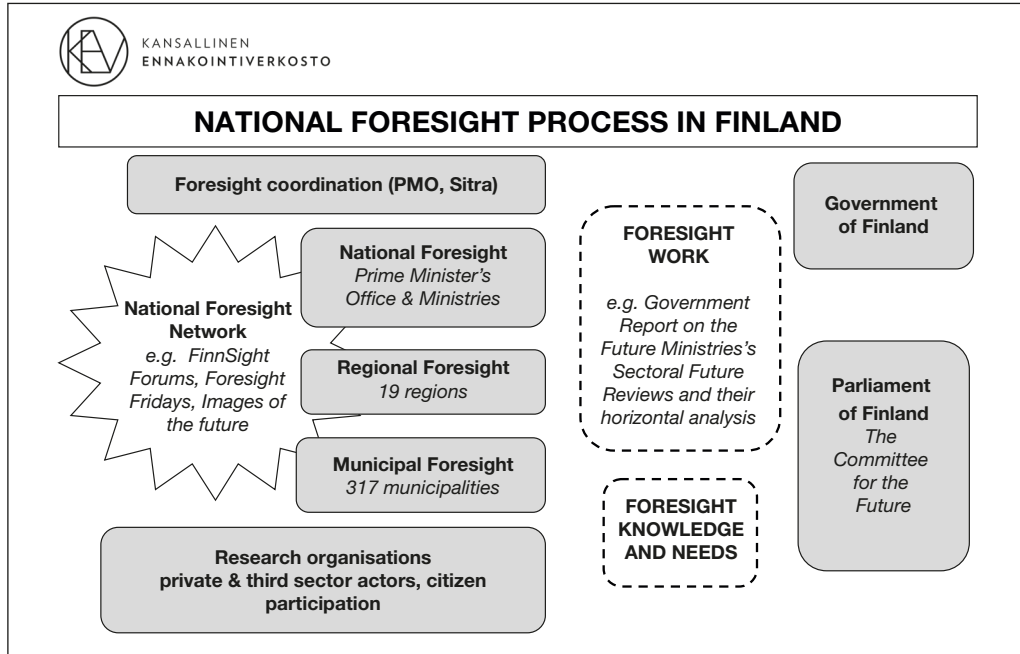 KEV
KANSALLINEN
ENNAKOINTIVERKOSTO
NATIONAL FORESIGHT PROCESS IN FINLAND
Foresight coordination (PMO, Sitra)
National Foresight
Prime Minister's
Office & Ministries
National Foresight
Network
e.g. FinnSight
Forums, Foresight
Fridays, Images of
the future
Regional Foresight
19 regions
Municipal Foresight
317 municipalities
Research organisations
private & third sector actors, citizen
participation
FORESIGHT
WORK
e.g. Government
Report on the
Future Ministries's
Sectoral Future
Reviews and their
horizontal analysis
FORESIGHT
KNOWLEDGE
AND NEEDS
Government
of Finland
Parliament
of Finland
The
Committee
for the
Future